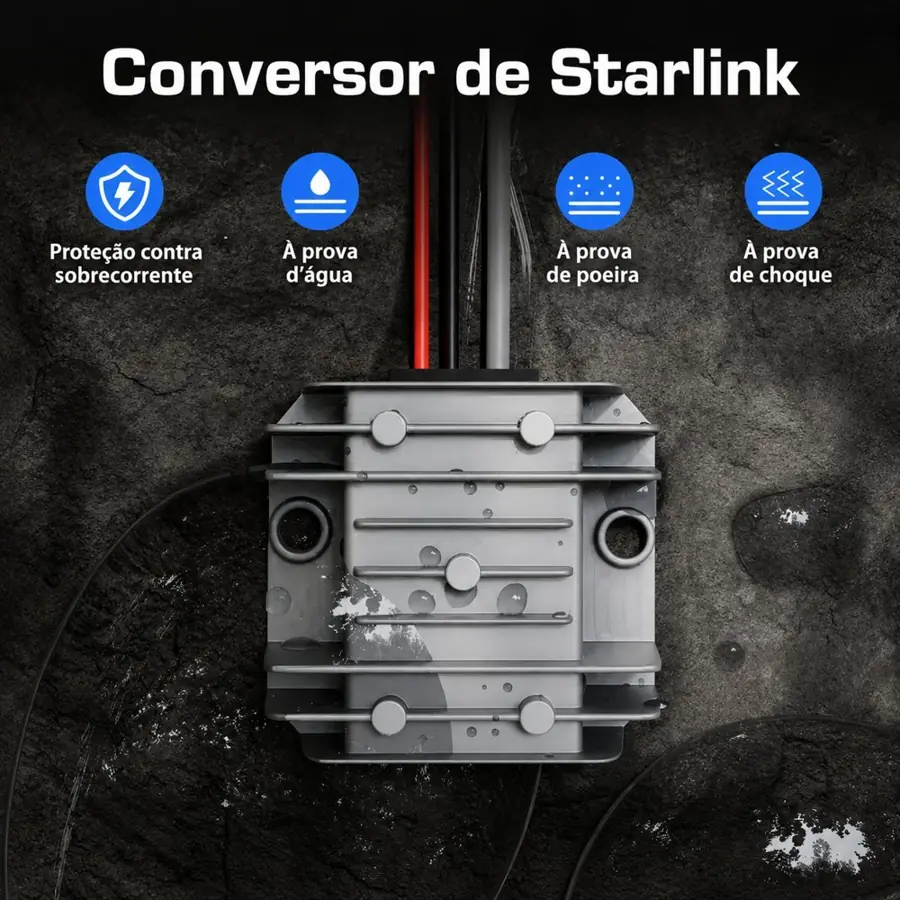 Conversor de Starlink
Proteção contra
sobrecorrente
À prova
d'água
À prova
de poeira
À prova
de choque